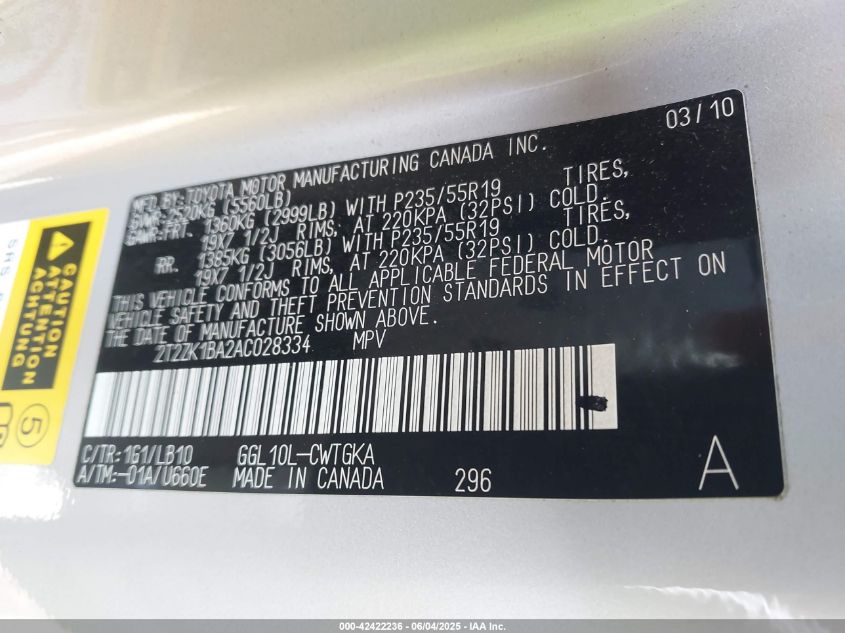 03/10
MFD.BY:TOYOTA MOTOR MANUFACTURING CANADA INC.
GVWR:2520KG (5560LB)
GAWR:FRT. 1360KG (2999LB) WITH P235/55R19 TIRES,
19X7 1/2J RIMS, AT 220KPA (32PSI) COLD.
RR. 1385KG (3056LB) WITH P235/55R19 TIRES,
19X7 1/2J RIMS, AT 220KPA (32PSI) COLD.
THIS VEHICLE CONFORMS TO ALL APPLICABLE FEDERAL MOTOR
VEHICLE SAFETY AND THEFT PREVENTION STANDARDS IN EFFECT ON
THE DATE OF MANUFACTURE SHOWN ABOVE.
2T2ZK1BA2AC028334 MPV
C/TR:1G1/LB10 GGL10L-CWTGKA
A/TM:-01A/U660E MADE IN CANADA 296 A
CAUTION
ATTENTION
ACHTUNG
5
SHS
000-42422236 - 06/04/2025 - IAA Inc.